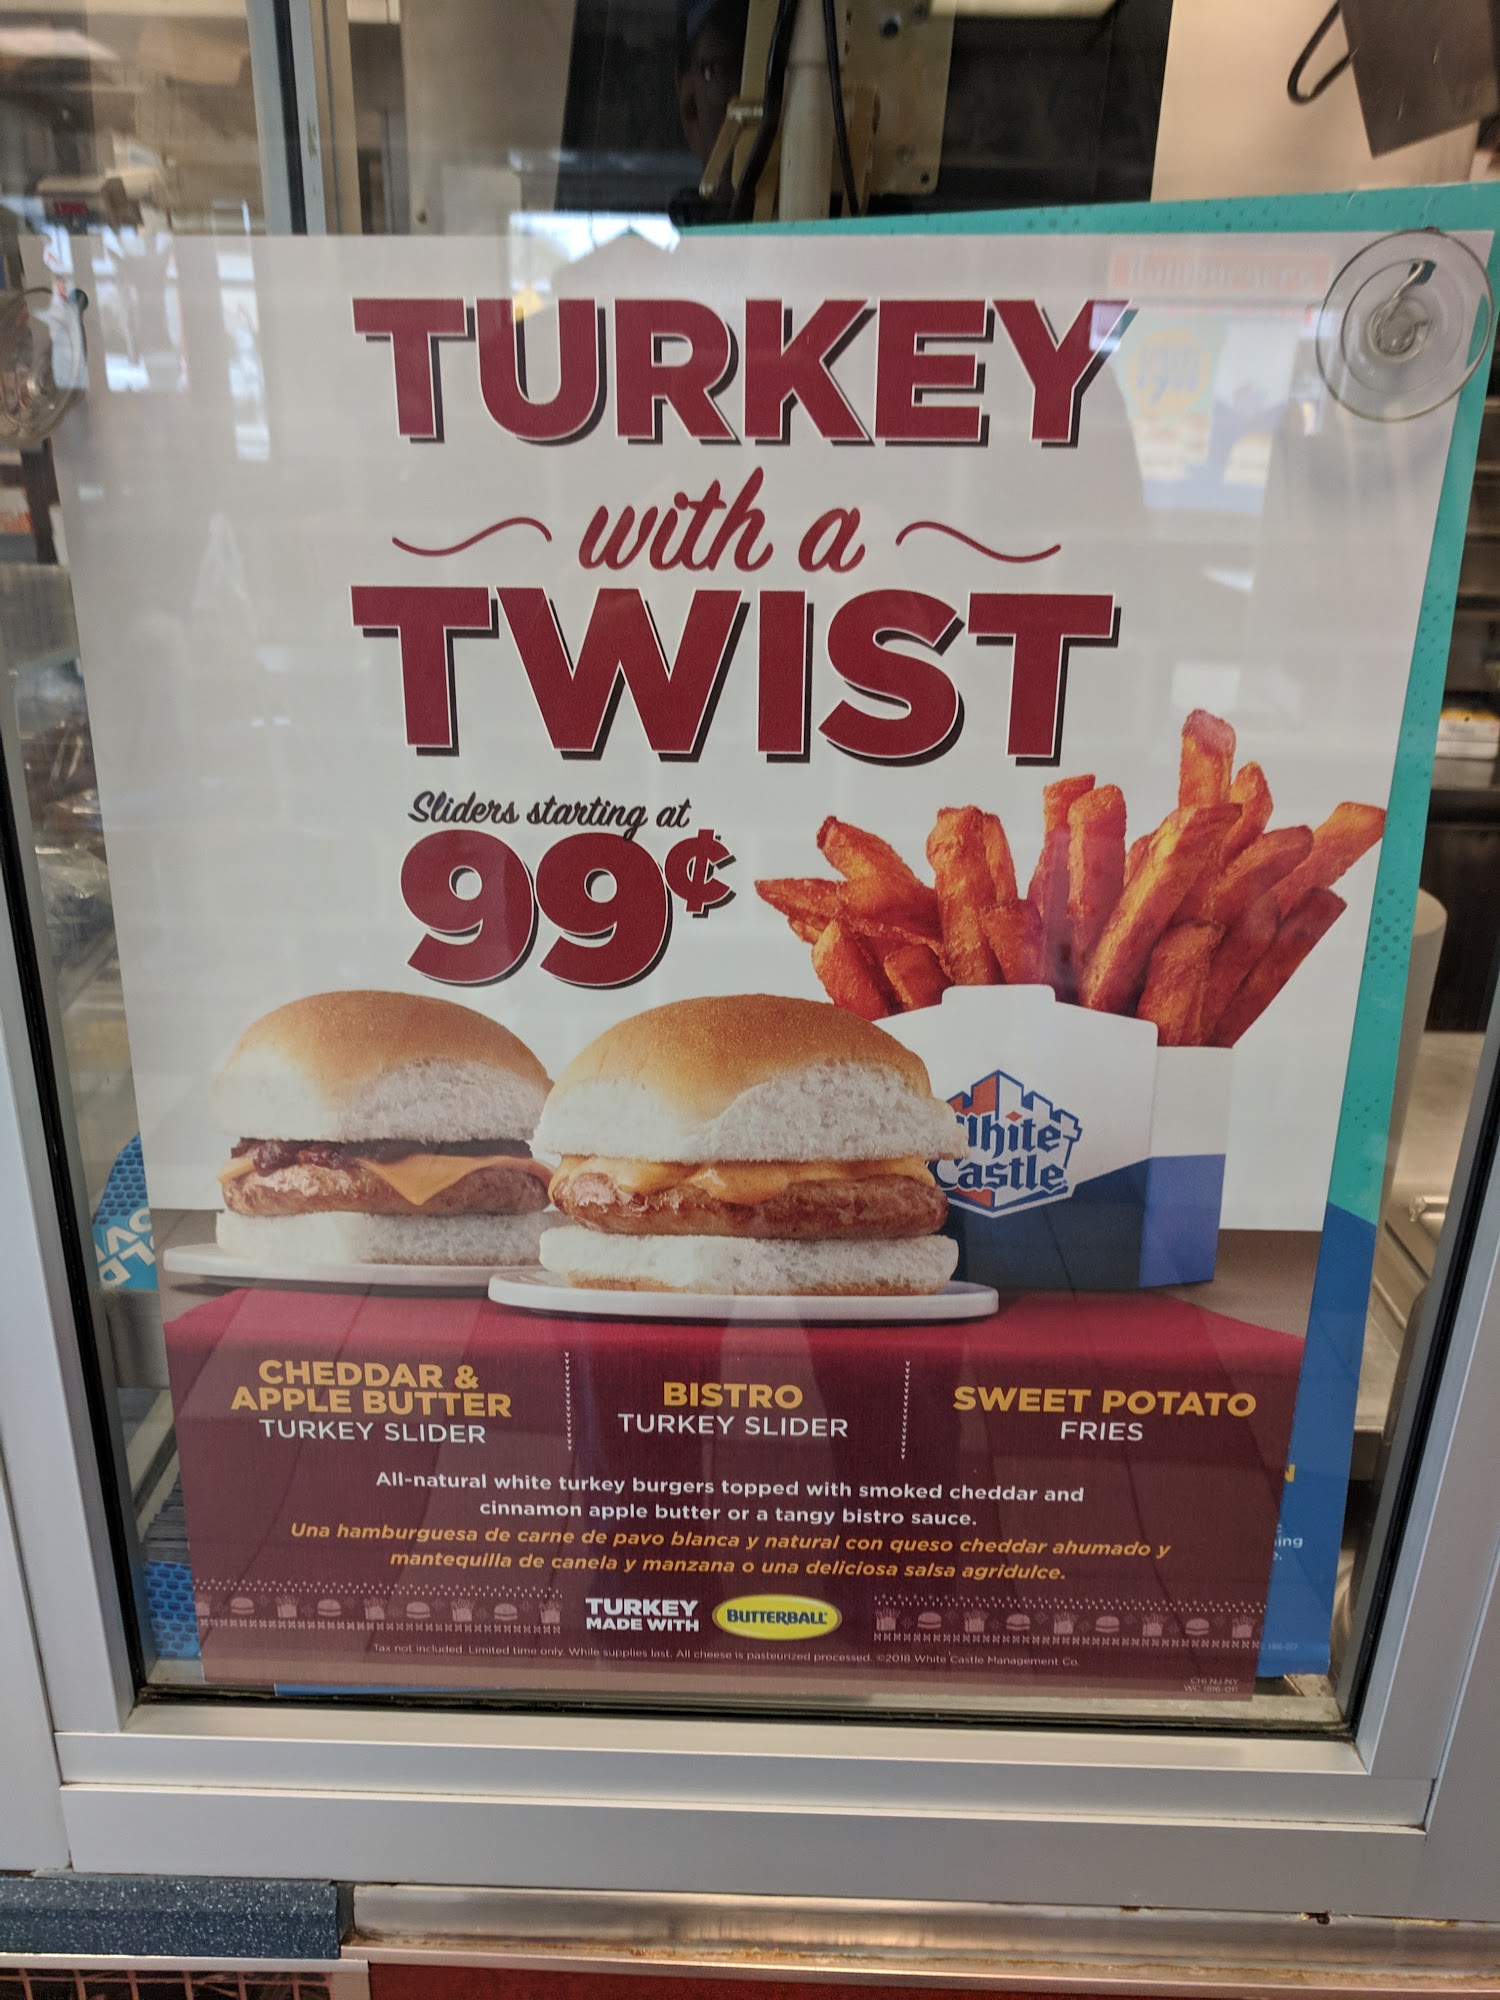 TURKEY
with a
TWIST
Sliders starting at
99¢
White
Castle
CHEDDAR &
APPLE BUTTER
TURKEY SLIDER
BISTRO
TURKEY SLIDER
SWEET POTATO
FRIES
All-natural white turkey burgers topped with smoked cheddar and
cinnamon apple butter or a tangy bistro sauce.
Una hamburguesa de carne de pavo blanca y natural con queso cheddar ahumado y
mantequilla de canela y manzana o una deliciosa salsa agridulce.
TURKEY
MADE WITH
BUTTERBALL
Tax not included. Limited time only. While supplies last. All cheese is pasteurized processed. ©2018 White Castle Management Co.
CHI NJ NY